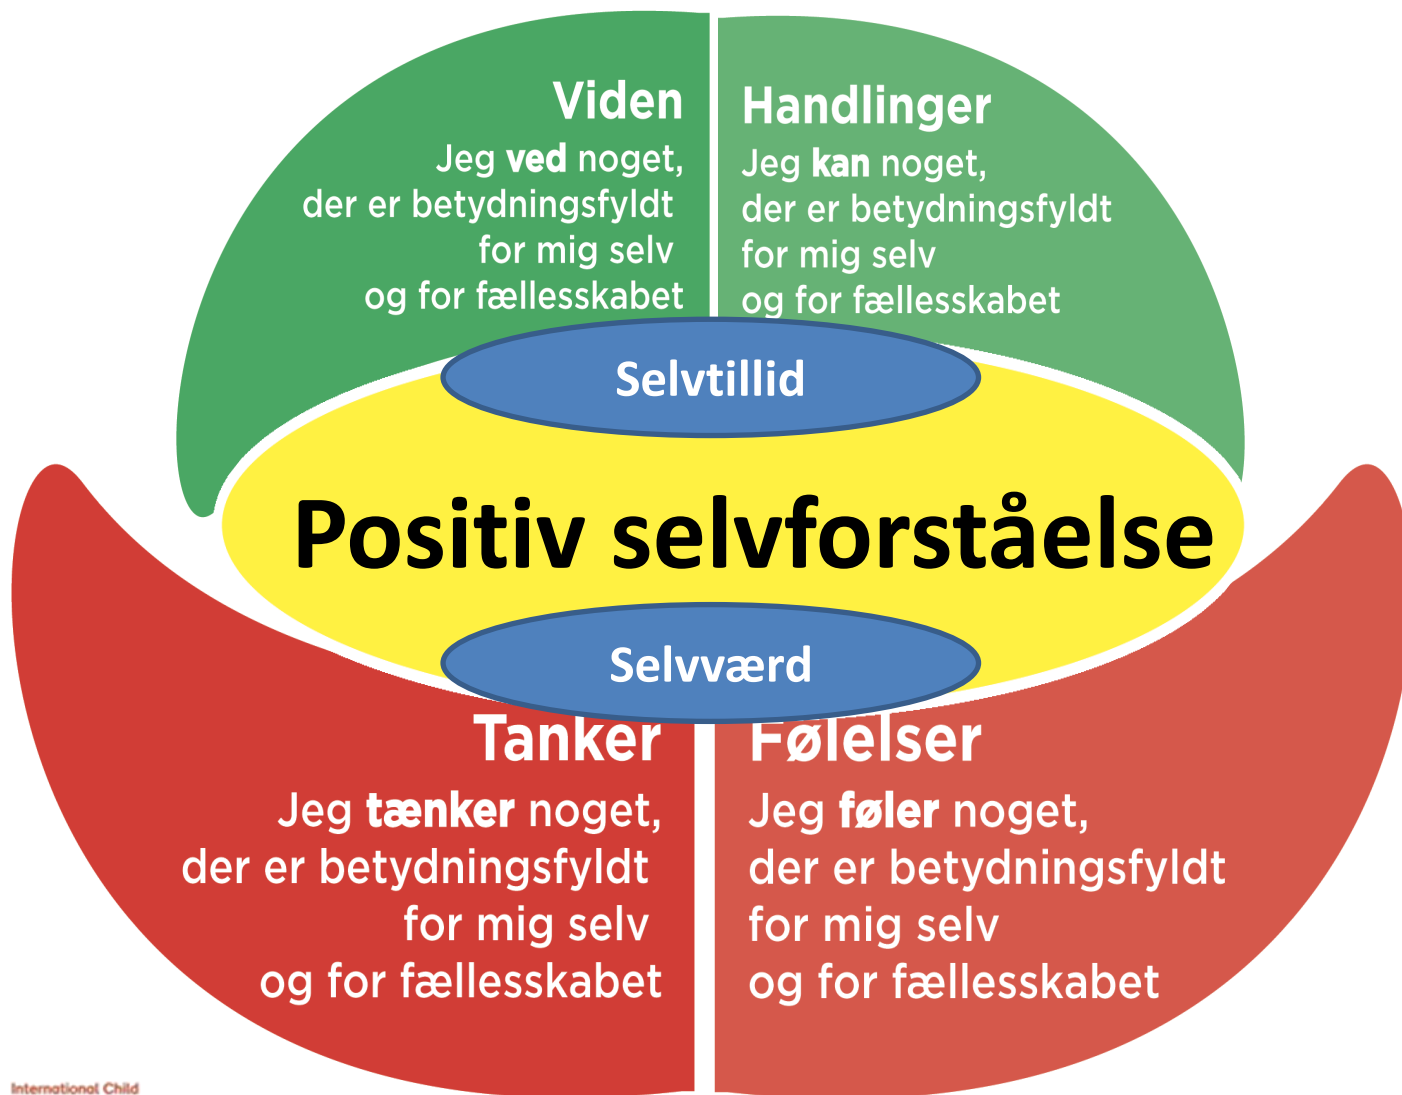 Viden
Jeg ved noget,
der er betydningsfyldt
for mig selv
og for fællesskabet
Handlinger
Jeg kan noget,
der er betydningsfyldt
for mig selv
og for fællesskabet
Selvtillid
Positiv selvforståelse
Selvværd
Tanker
Jeg tænker noget,
der er betydningsfyldt
for mig selv
og for fællesskabet
Følelser
Jeg føler noget,
der er betydningsfyldt
for mig selv
og for fællesskabet
International Child